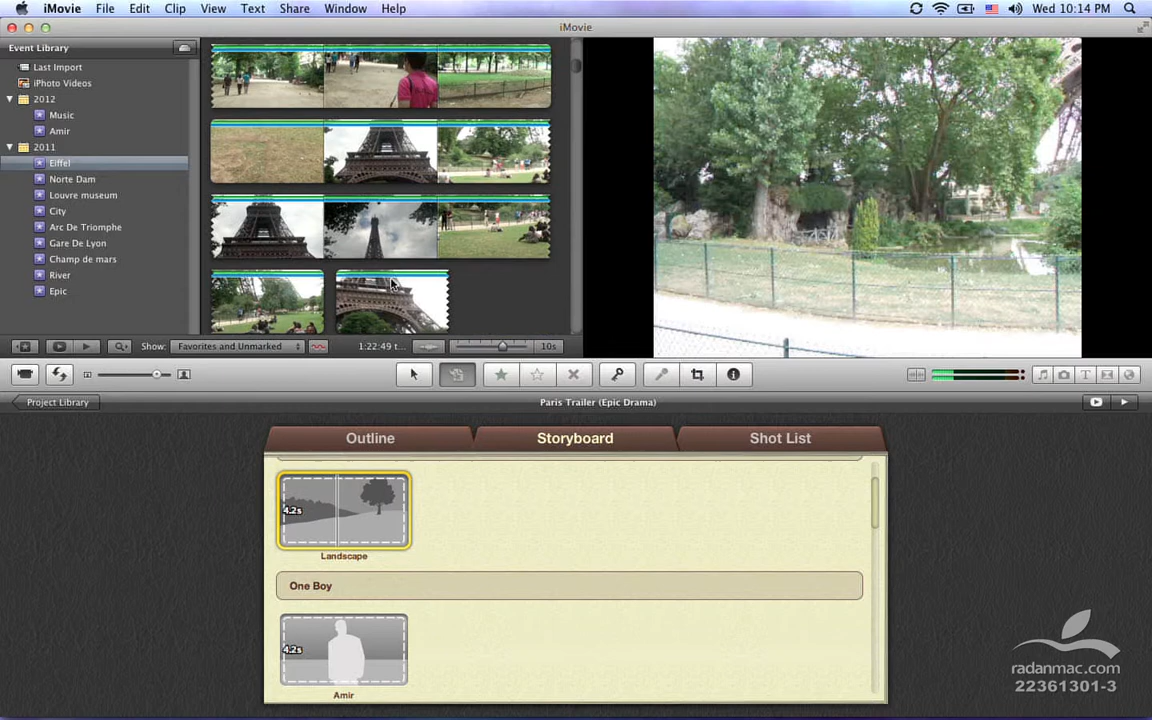 iMovie File Edit Clip View Text Share Window Help Wed 10:14 PM
iMovie
Event Library
Last Import
iPhoto Videos
2012
Music
Amir
2011
Eiffel
Norte Dam
Louvre museum
City
Arc De Triomphe
Gare De Lyon
Champ de mars
River
Epic
Show: Favorites and Unmarked 1:22:49 t... 10s
Project Library
Paris Trailer (Epic Drama)
Outline Storyboard Shot List
4.2s
Landscape
One Boy
4.2s
Amir
radanmac.com
22361301-3